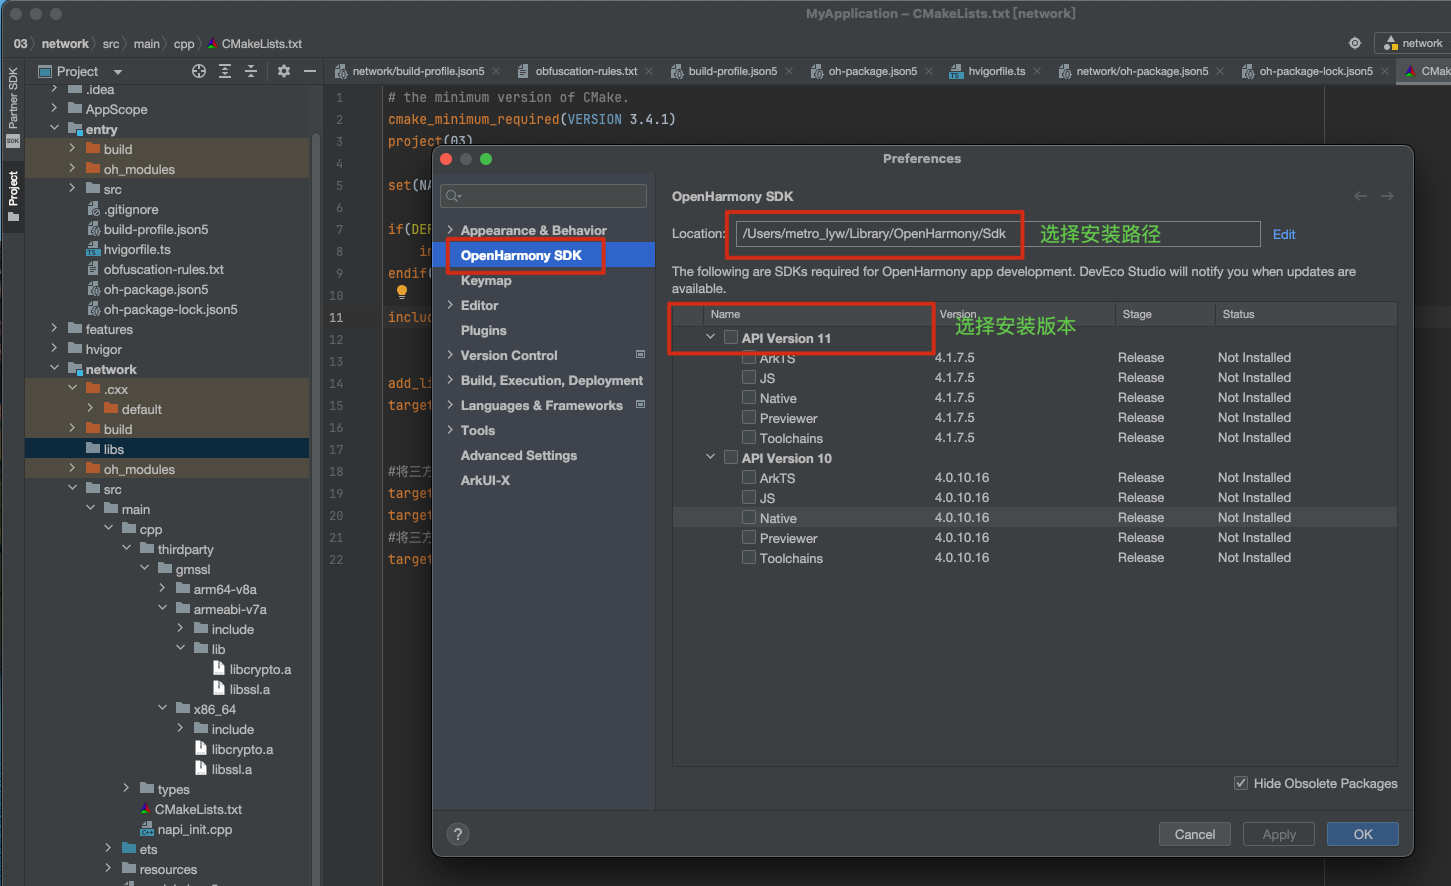 MyApplication – CMakeLists.txt [network]
03 〉 network 〉 src 〉 main 〉 cpp 〉 CMakeLists.txt
network
Partner SDK
SDK
Project
Project
.idea
AppScope
entry
build
oh_modules
src
.gitignore
build-profile.json5
hvigorfile.ts
obfuscation-rules.txt
oh-package.json5
oh-package-lock.json5
features
hvigor
network
.cxx
default
build
libs
oh_modules
src
main
cpp
thirdparty
gmssl
arm64-v8a
armeabi-v7a
include
lib
libcrypto.a
libssl.a
x86_64
include
libcrypto.a
libssl.a
types
CMakeLists.txt
napi_init.cpp
ets
resources
network/build-profile.json5 obfuscation-rules.txt build-profile.json5 oh-package.json5 hvigorfile.ts network/oh-package.json5 oh-package-lock.json5 CMa
1 # the minimum version of CMake.
2 cmake_minimum_required(VERSION 3.4.1)
3 project(03)
4
5 set(NA
6
7 if(DEF
8 in
9 endif(
10
11 includ
12
13
14 add_li
15 target
16
17
18 #将三方
19 target
20 target
21 #将三方
22 target
Preferences
Appearance & Behavior
OpenHarmony SDK
Keymap
Editor
Plugins
Version Control
Build, Execution, Deployment
Languages & Frameworks
Tools
Advanced Settings
ArkUI-X
OpenHarmony SDK
Location: /Users/metro_lyw/Library/OpenHarmony/Sdk 选择安装路径 Edit
The following are SDKs required for OpenHarmony app development. DevEco Studio will notify you when updates are
available.
Name Version Stage Status
选择安装版本
API Version 11
ArkTS 4.1.7.5 Release Not Installed
JS 4.1.7.5 Release Not Installed
Native 4.1.7.5 Release Not Installed
Previewer 4.1.7.5 Release Not Installed
Toolchains 4.1.7.5 Release Not Installed
API Version 10
ArkTS 4.0.10.16 Release Not Installed
JS 4.0.10.16 Release Not Installed
Native 4.0.10.16 Release Not Installed
Previewer 4.0.10.16 Release Not Installed
Toolchains 4.0.10.16 Release Not Installed
Hide Obsolete Packages
? Cancel Apply OK